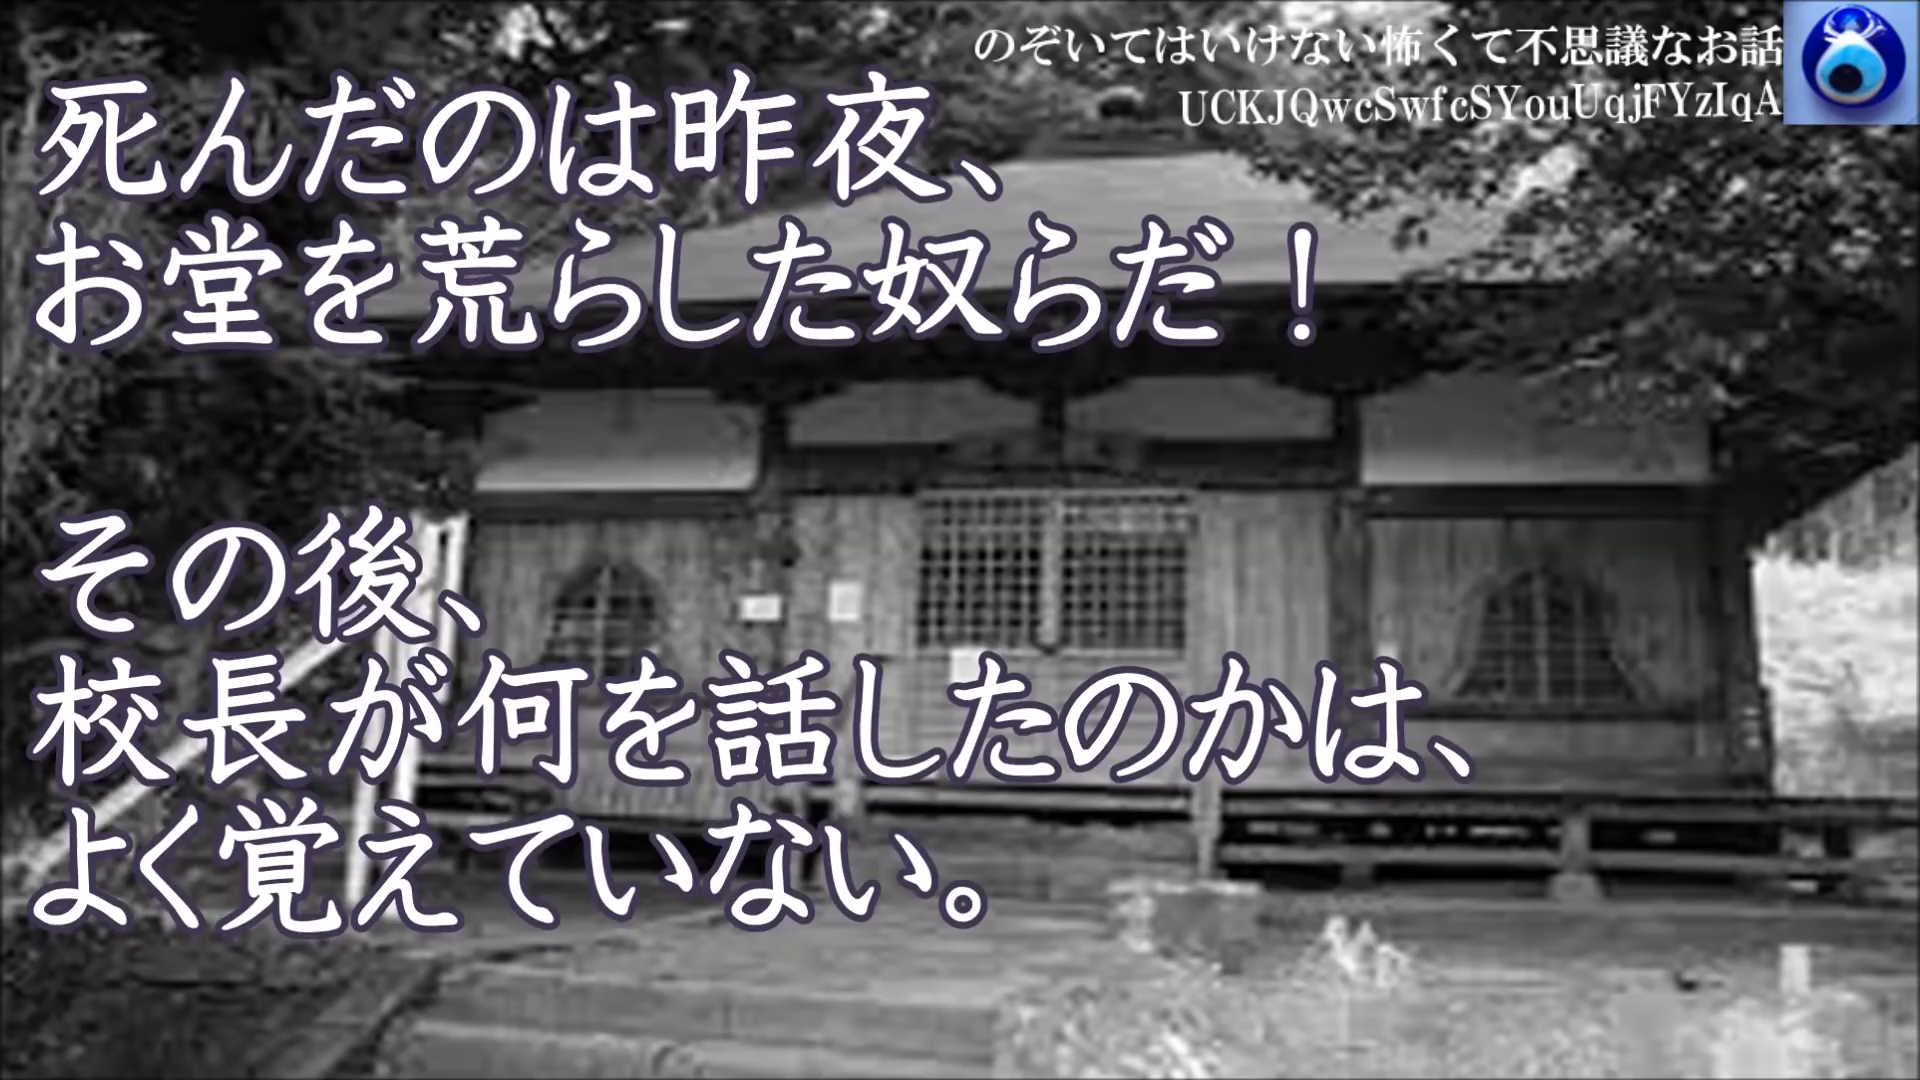 のぞいてはいけない怖くて不思議なお話
UCKJQwcSwfcSYouUqjFYzIqA
死んだのは昨夜、
お堂を荒らした奴らだ！
その後、
校長が何を話したのかは、
よく覚えていない。